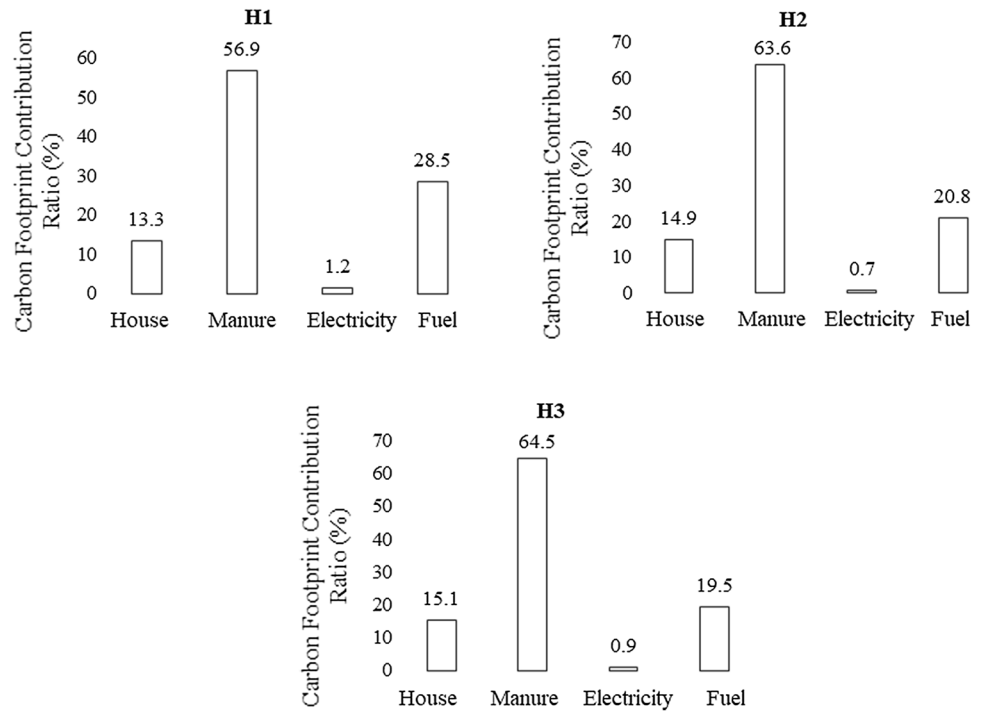 H1
Carbon Footprint Contribution
Ratio (%)
60
50
40
30
20
10
0
13.3
56.9
1.2
28.5
House Manure Electricity Fuel
H2
Carbon Footprint Contribution
Ratio (%)
70
60
50
40
30
20
10
0
14.9
63.6
0.7
20.8
House Manure Electricity Fuel
H3
Carbon Footprint Contribution
Ratio (%)
70
60
50
40
30
20
10
0
15.1
64.5
0.9
19.5
House Manure Electricity Fuel